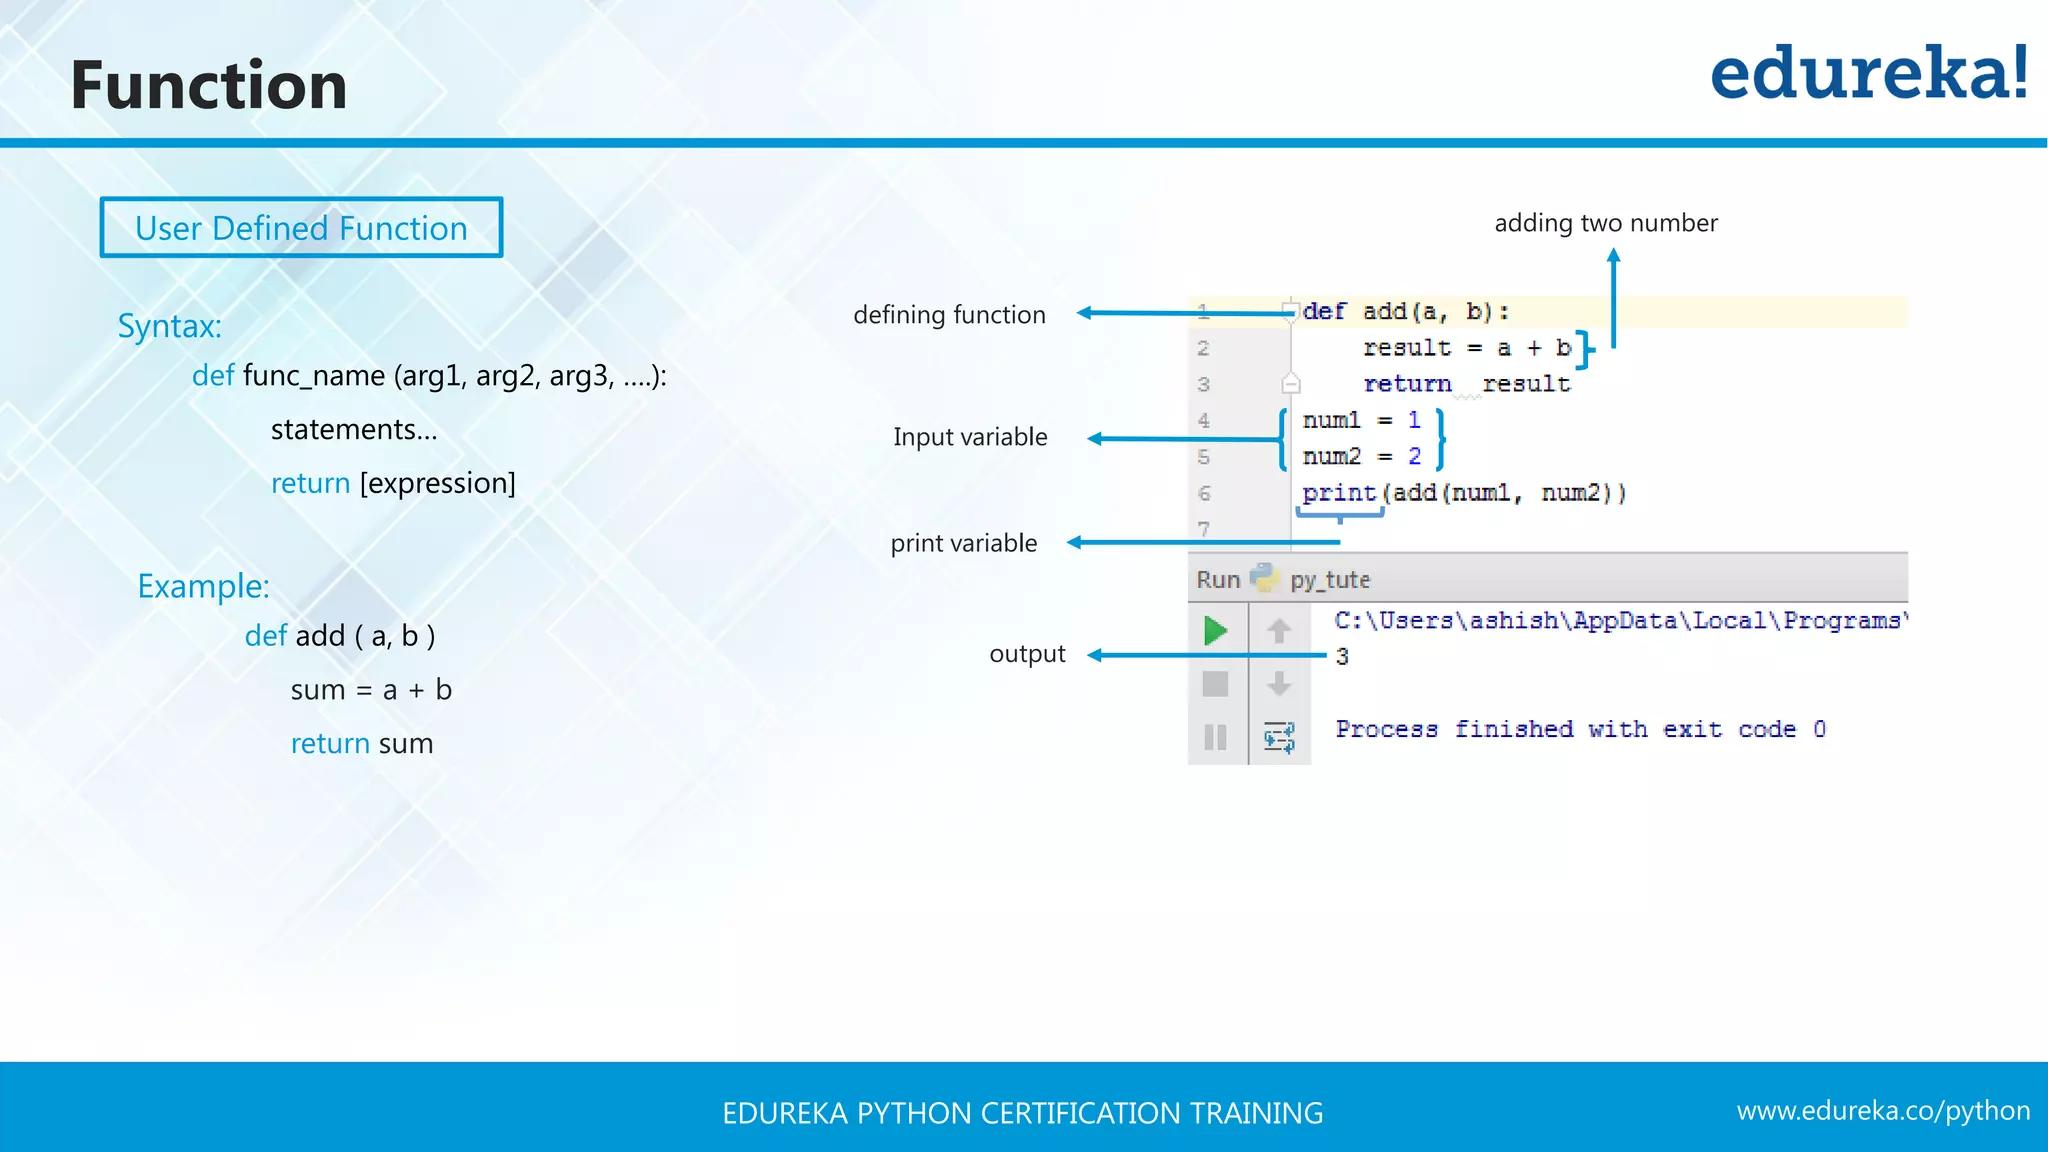 Function
edureka!
User Defined Function
Syntax:
def func_name (arg1, arg2, arg3, ....):
statements...
return [expression]
Example:
def add ( a, b )
sum = a + b
return sum
adding two number
defining function
Input variable
print variable
output
1 def add(a, b):
2 result = a + b
3 return result
4 num1 = 1
5 num2 = 2
6 print(add(num1, num2))
7
Run py_tute
C:\Users\ashish\AppData\Local\Programs\
3
Process finished with exit code 0
EDUREKA PYTHON CERTIFICATION TRAINING
www.edureka.co/python